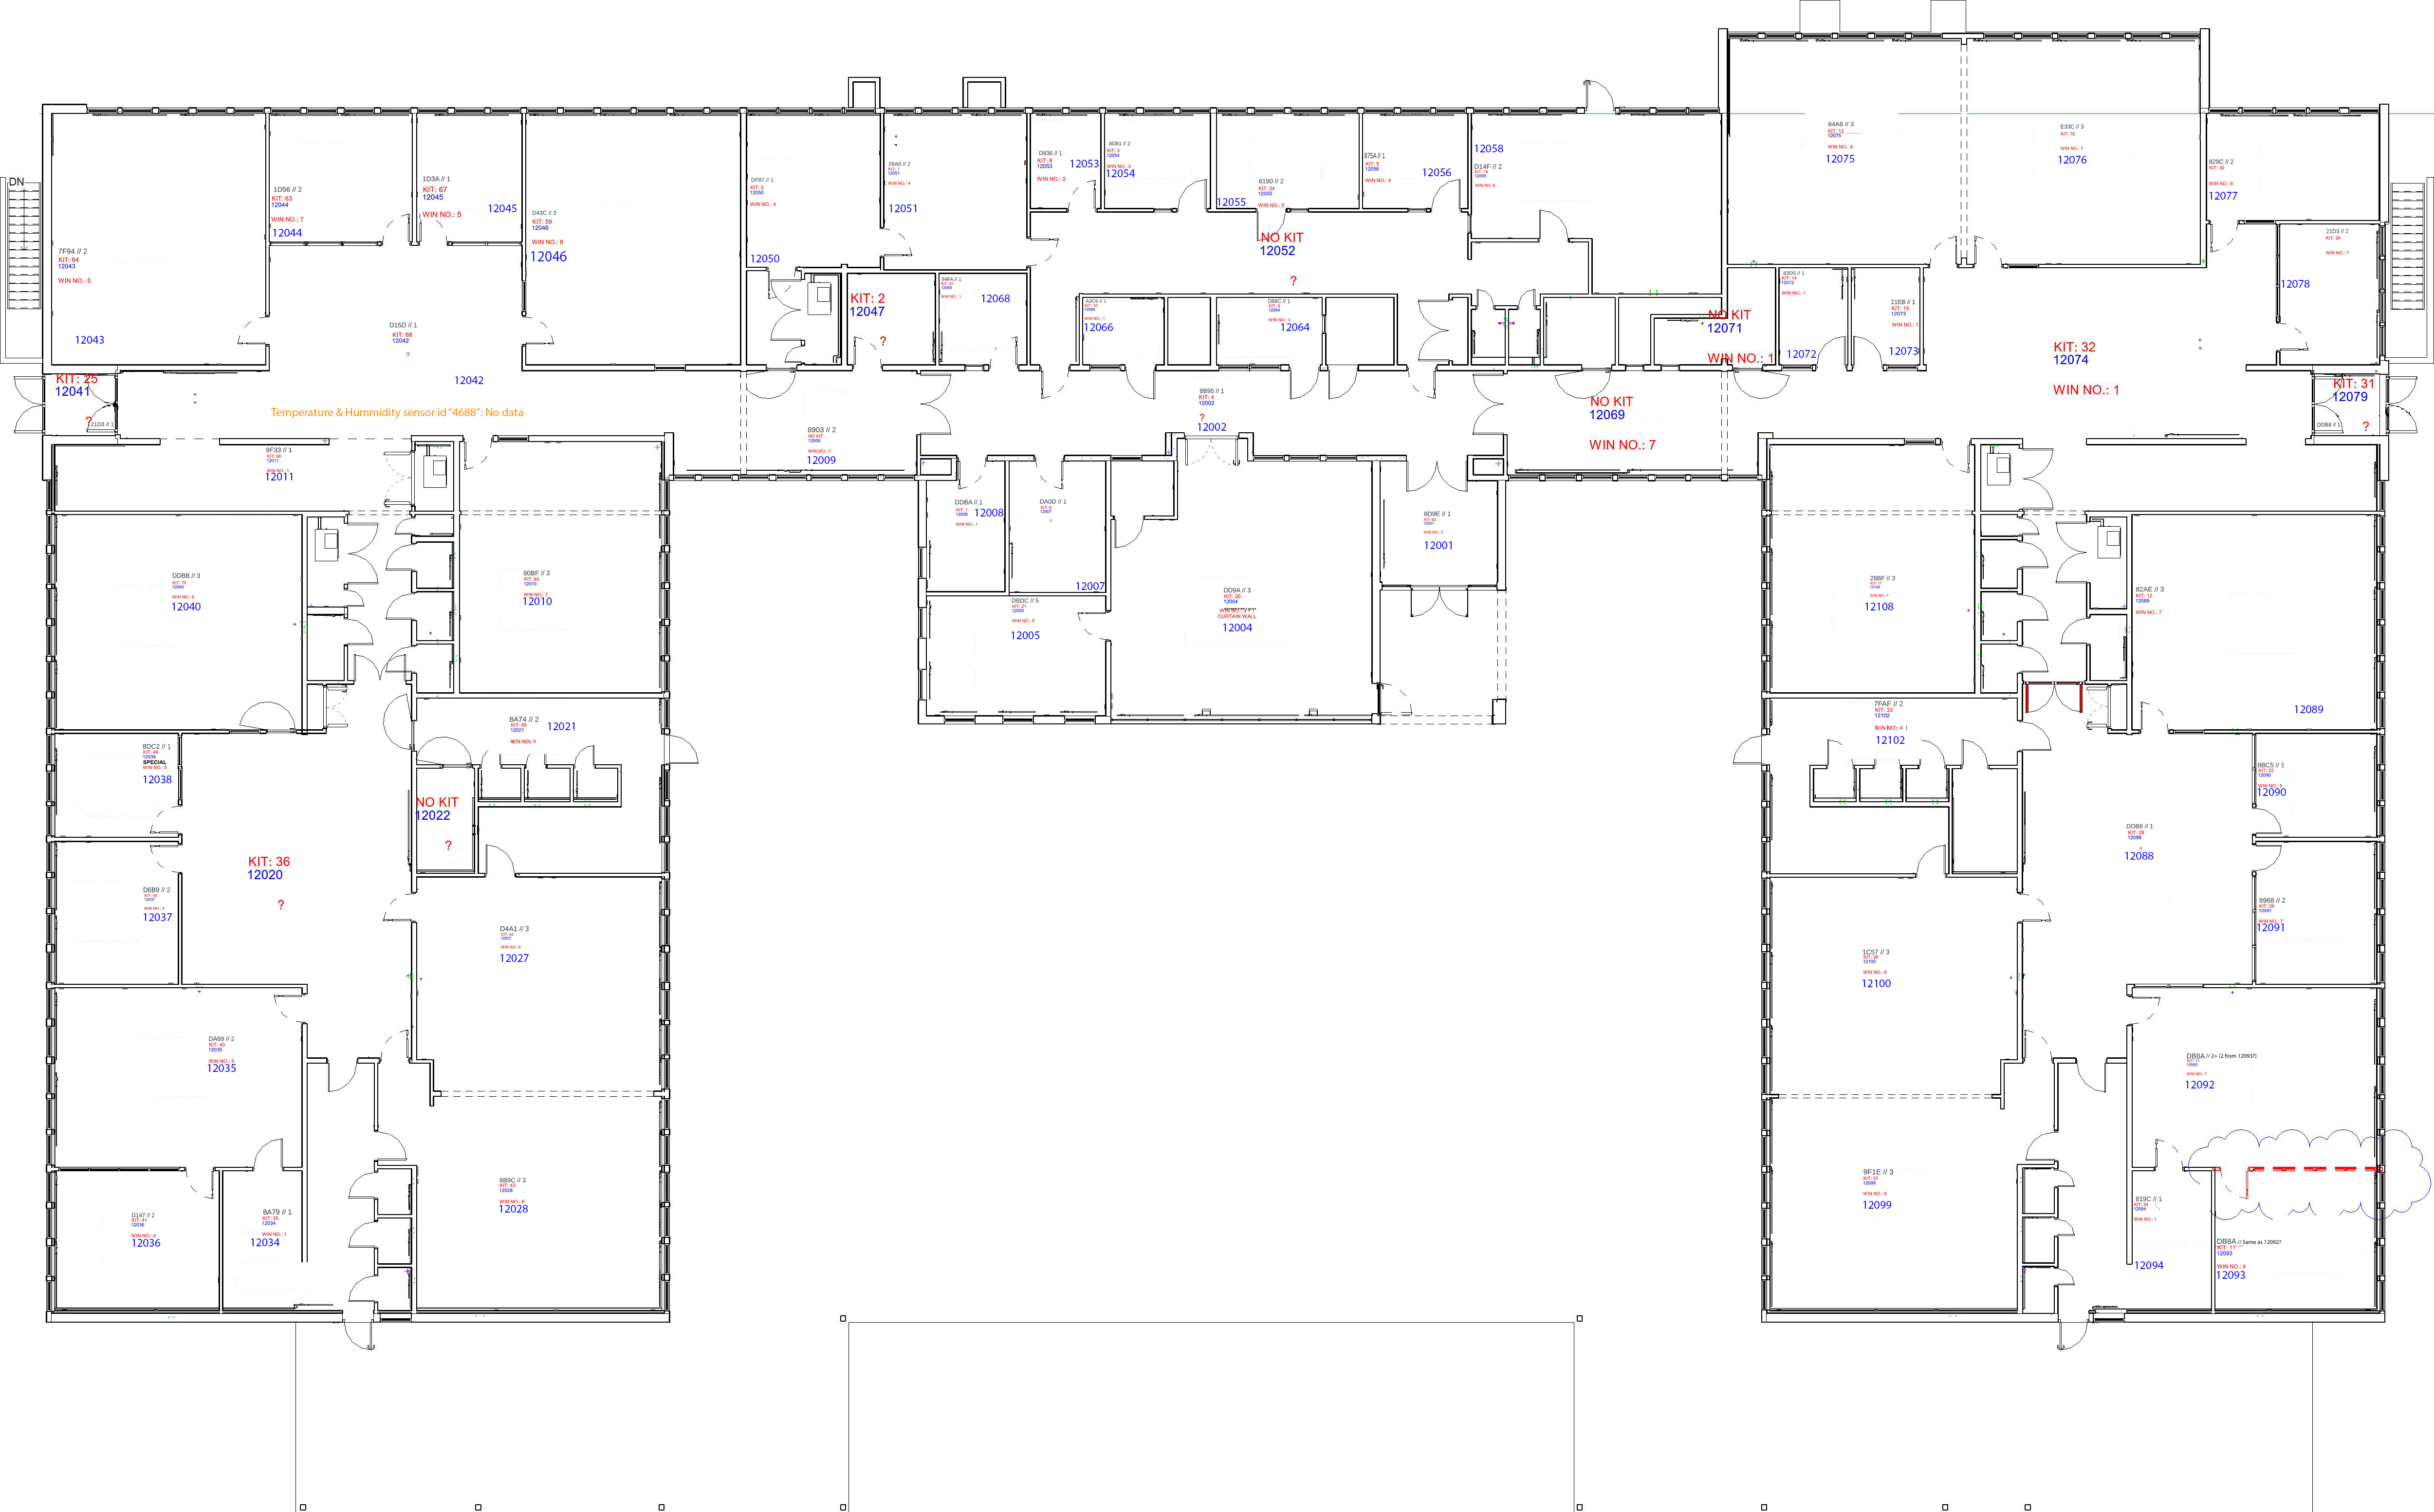 DN
7F94 // 2
KIT: 64
12043
WIN NO.: 5
12043
1D56 // 2
KIT: 63
12044
WIN NO.: 7
12044
1D3A // 1
KIT: 67
12045
WIN NO.: 5
12045
D43C // 3
KIT: 59
12046
WIN NO.: 8
12046
DF87 // 1
KIT: 2
12050
WIN NO.: 4
12050
28A0 // 2
12051
WIN NO.: 4
12051
D836 // 1
KIT: 8
12053
WIN NO.: 2
12053
8D81 // 2
KIT: 3
12054
WIN NO.: 4
12054
8190 // 2
KIT: 24
12055
WIN NO.: 5
12055
875A // 1
KIT: 5
12056
WIN NO.: 4
12056
12058
D14F // 2
12058
84A8 // 3
KIT: 13
12075
WIN NO.: 6
12075
E33C // 3
KIT: 16
WIN NO.: 7
12076
829C // 2
KIT: 30
WIN NO.: 6
12077
21D3 // 2
KIT: 26
WIN NO.: 7
12078
NO KIT
12052
?
D15D // 1
KIT: 68
12042
?
12042
KIT: 2
12047
?
94FA // 1
12068
WIN NO.: 1
12068
A3C6 // 1
12066
WIN NO.: 1
12066
D68C // 1
12064
WIN NO.: 3
12064
NO KIT
12071
WIN NO.: 1
83D5 // 1
KIT: 14
12072
WIN NO.: 1
12072
21EB // 1
KIT: 15
12073
WIN NO.: 1
12073
KIT: 32
12074
WIN NO.: 1
KIT: 25
12041
?
21D3 // 1
Temperature & Hummidity sensor id "4688": No data
8903 // 2
NO KIT
12009
WIN NO.: 7
12009
8B95 // 1
KIT: 4
12002
?
12002
NO KIT
12069
WIN NO.: 7
KIT: 31
12079
?
DDB8 // 1
9F33 // 1
12011
WIN NO.: 1
12011
DDBA // 1
KIT: 1
12008
WIN NO.: 1
12008
DA0D // 1
12007
?
12007
8D9E // 1
KIT: 62
12001
12001
DDBB // 3
KIT: 70
12040
WIN NO.: 6
12040
80BF // 3
KIT: 60
12010
WIN NO.: 7
12010
DBDC // 5
KIT: 21
12005
WIN NO.: 5
12005
DD9A // 3
KIT: 20
12004
CURTAIN WALL
12004
28BF // 3
12108
WIN NO.: 7
12108
82AE // 3
KIT: 12
12089
WIN NO.: 7
12089
8A74 // 2
KIT: 65
12021
WIN NO.: 4
12021
7FAF // 2
KIT: 33
12102
WIN NO.: 4
12102
8DC2 // 1
12038
SPECIAL
WIN NO.: 5
12038
NO KIT
12022
?
KIT: 36
12020
?
8BC5 // 1
KIT: 22
12090
12090
DDB8 // 1
KIT: 28
12088
?
12088
D6B9 // 2
12037
WIN NO.: 4
12037
D4A1 // 3
12027
WIN NO.: 6
12027
8968 // 2
KIT: 29
12091
WIN NO.: 7
12091
1C57 // 3
KIT: 38
12100
WIN NO.: 6
12100
DA69 // 2
KIT: 40
12035
WIN NO.: 5
12035
DB8A // 2+ (2 from 12093?)
KIT: 11
12092
WIN NO.: 7
12092
8B9C // 3
KIT: 43
12028
WIN NO.: 6
12028
9F1E // 3
KIT: 37
12099
WIN NO.: 6
12099
D147 // 2
KIT: 41
12036
WIN NO.: 4
12036
8A79 // 1
KIT: 35
12034
WIN NO.: 1
12034
819C // 1
KIT: 34
12094
WIN NO.: 1
12094
DB8A // Same as 12092?
KIT: 11
12093
WIN NO.: 4
12093